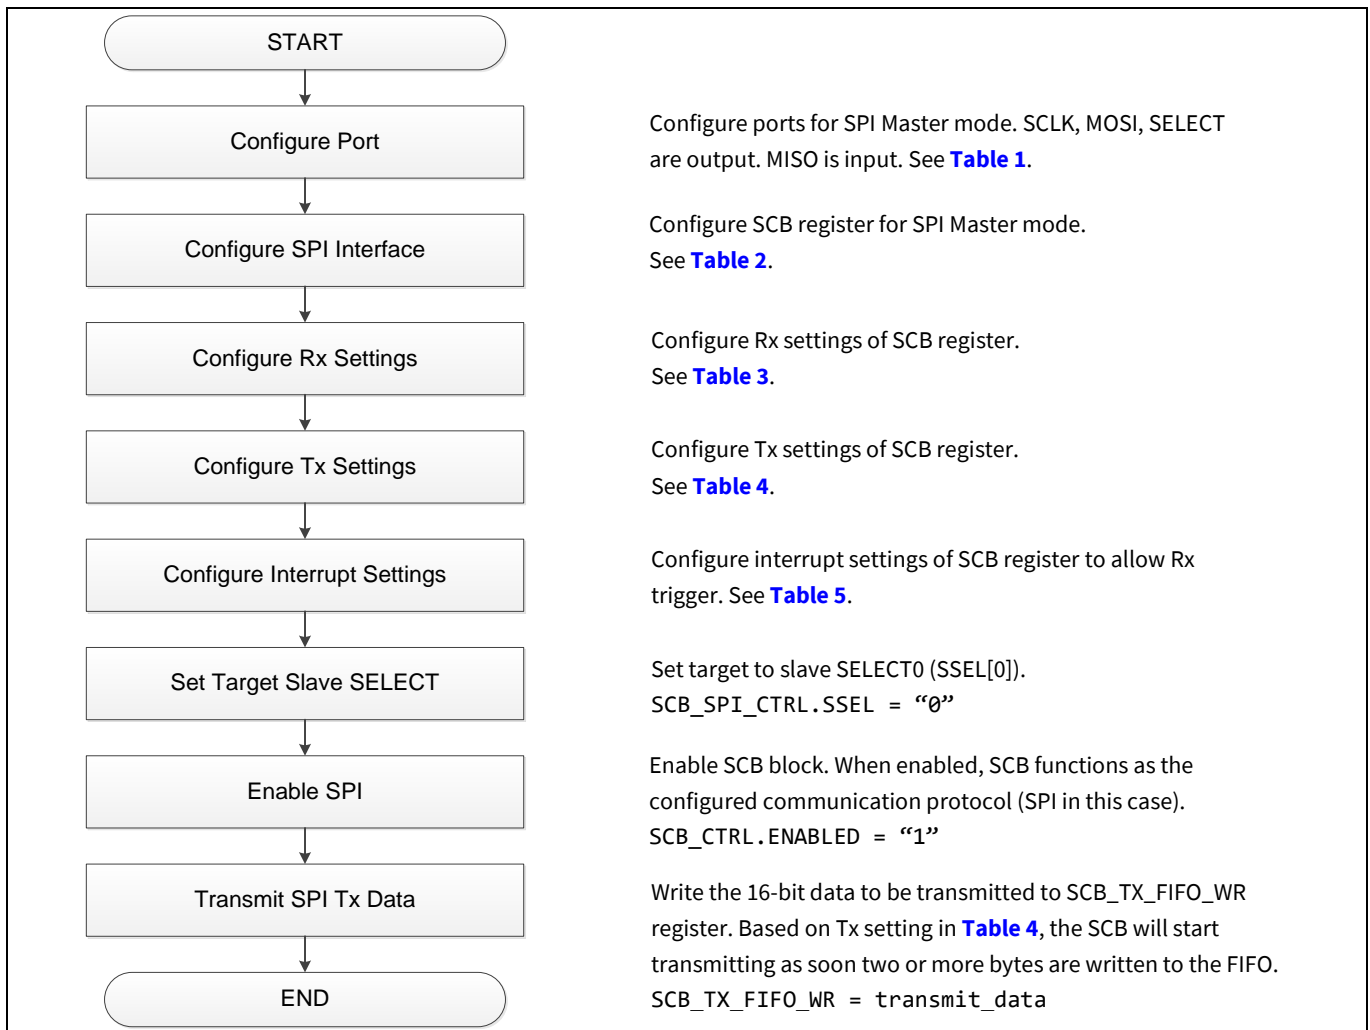 START
Configure Port
Configure ports for SPI Master mode. SCLK, MOSI, SELECT
are output. MISO is input. See Table 1.
Configure SPI Interface
Configure SCB register for SPI Master mode.
See Table 2.
Configure Rx Settings
Configure Rx settings of SCB register.
See Table 3.
Configure Tx Settings
Configure Tx settings of SCB register.
See Table 4.
Configure Interrupt Settings
Configure interrupt settings of SCB register to allow Rx
trigger. See Table 5.
Set Target Slave SELECT
Set target to slave SELECT0 (SSEL[0]).
SCB_SPI_CTRL.SSEL = “0”
Enable SPI
Enable SCB block. When enabled, SCB functions as the
configured communication protocol (SPI in this case).
SCB_CTRL.ENABLED = “1”
Transmit SPI Tx Data
Write the 16-bit data to be transmitted to SCB_TX_FIFO_WR
register. Based on Tx setting in Table 4, the SCB will start
transmitting as soon two or more bytes are written to the FIFO.
SCB_TX_FIFO_WR = transmit_data
END